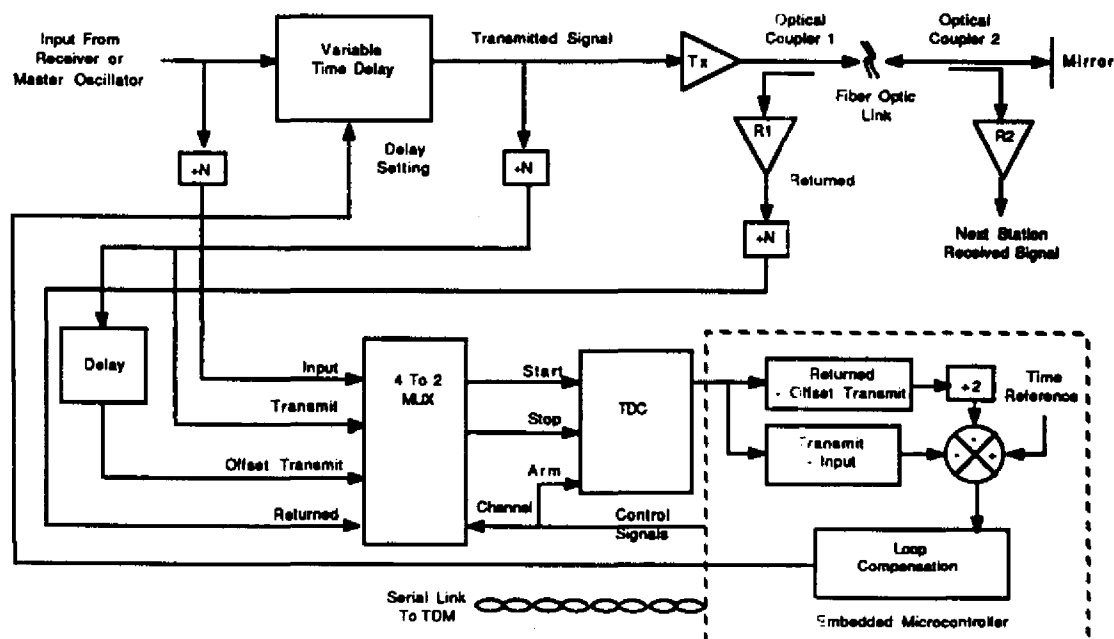 Input From
Receiver or
Master Oscillator
Variable
Time Delay
Transmitted Signal
Tx
Optical
Coupler 1
Optical
Coupler 2
Mirror
Fiber Optic
Link
R1
R2
Returned
÷N
Delay
Setting
÷N
÷N
Next Station
Received Signal
Delay
Input
Transmit
Offset Transmit
Returned
4 To 2
MUX
Start
Stop
Arm
Channel
TDC
Control
Signals
Returned
- Offset Transmit
÷2
Time
Reference
Transmit
- Input
-
-
+
Loop
Compensation
Serial Link
To TDM
Embedded Microcontroller